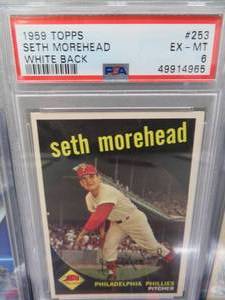 1959 TOPPS #253
SETH MOREHEAD EX - MT
WHITE BACK 6
PSA 49914965
seth morehead
PHILADELPHIA PHILLIES
PITCHER